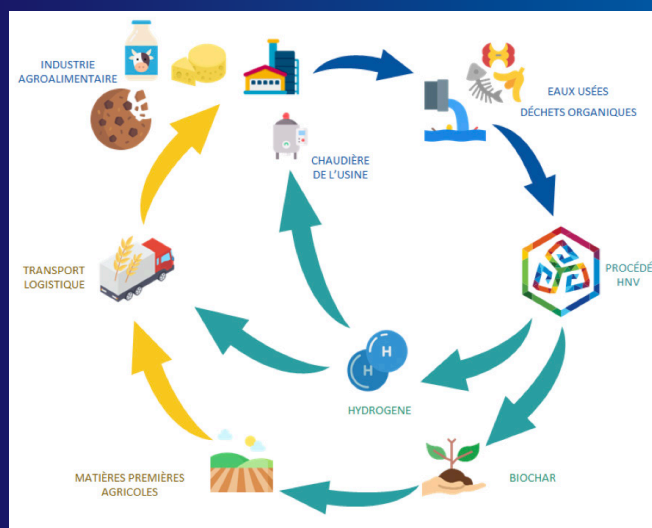 INDUSTRIE
AGROALIMENTAIRE
EAUX USÉES
DÉCHETS ORGANIQUES
CHAUDIÈRE
DE L'USINE
TRANSPORT
LOGISTIQUE
PROCÉDÉ
HNV
H
H
HYDROGENE
MATIÈRES PREMIÈRES
AGRICOLES
BIOCHAR